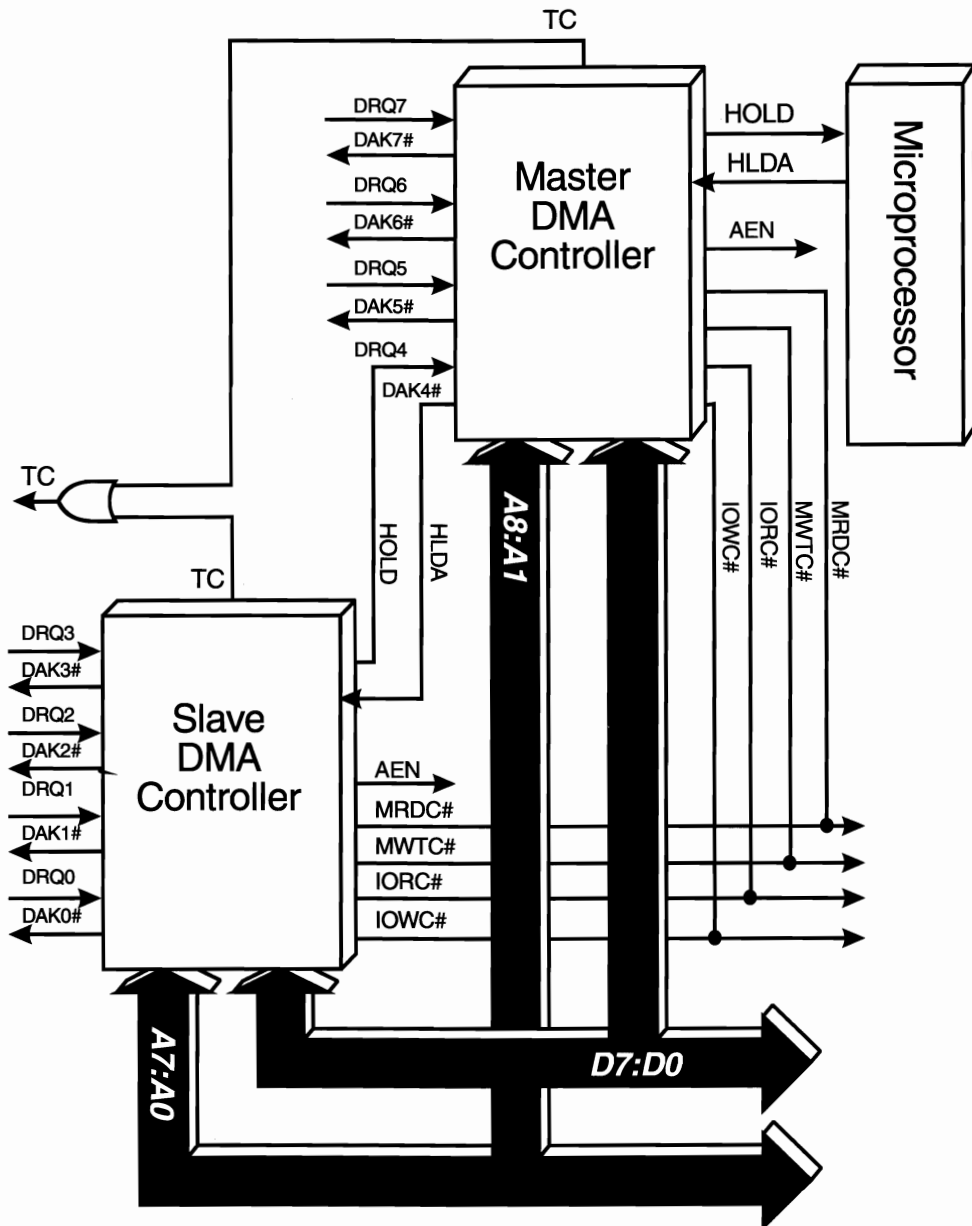 TC
DRQ7
DAK7#
DRQ6
DAK6#
DRQ5
DAK5#
DRQ4
DAK4#
Master
DMA
Controller
HOLD
HLDA
AEN
Microprocessor
TC
HOLD
HLDA
A8:A1
IOWC#
IORC#
MWTC#
MRDC#
TC
DRQ3
DAK3#
DRQ2
DAK2#
DRQ1
DAK1#
DRQ0
DAK0#
Slave
DMA
Controller
AEN
MRDC#
MWTC#
IORC#
IOWC#
A7:A0
D7:D0